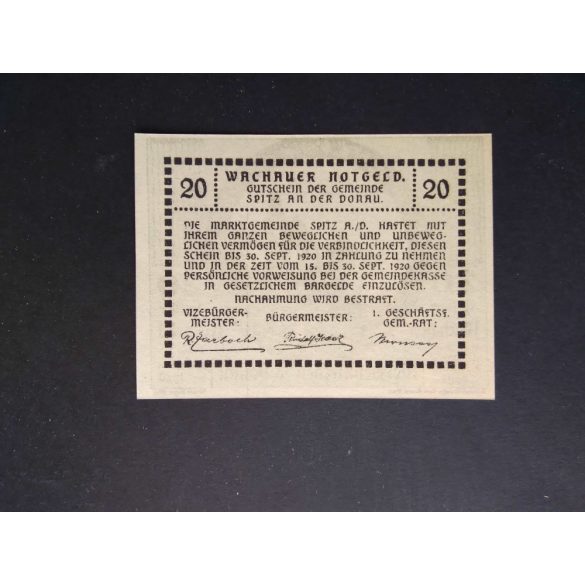 20 WACHAUER NOTGELD. 20
GUTSCHEIN DER GEMEINDE
SPITZ AN DER DONAU.
DIE MARKTGEMEINDE SPITZ A./D. HAFTET MIT
IHREM GANZEN BEWEGLICHEN UND UNBEWEG-
LICHEN VERMÖGEN FÜR DIE VERBINDLICHKEIT, DIESEN
SCHEIN BIS 30. SEPT. 1920 IN ZAHLUNG ZU NEHMEN
UND IN DER ZEIT VOM 15. BIS 30. SEPT. 1920 GEGEN
PERSÖNLICHE VORWEISUNG BEI DER GEMEINDEKASSE
IN GESETZLICHEM BARGELDE EINZULÖSEN.
NACHAHMUNG WIRD BESTRAFT.
VIZEBÜRGER- BÜRGERMEISTER: 1. GESCHÄFTSF.
MEISTER: GEM.-RAT: